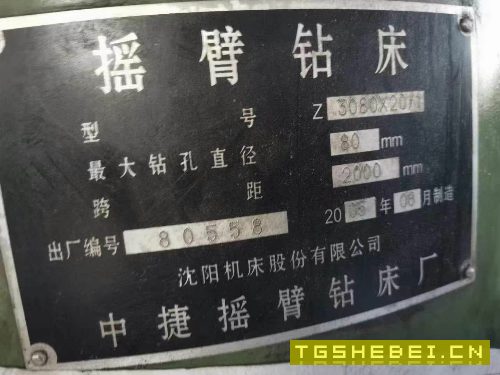 摇臂钻床
型号 Z 3080X20/1
最大钻孔直径 80 mm
跨距 2000 mm
出厂编号 80558 2005年08月制造
沈阳机床股份有限公司
中捷摇臂钻床厂
TGSHEBEI.CN